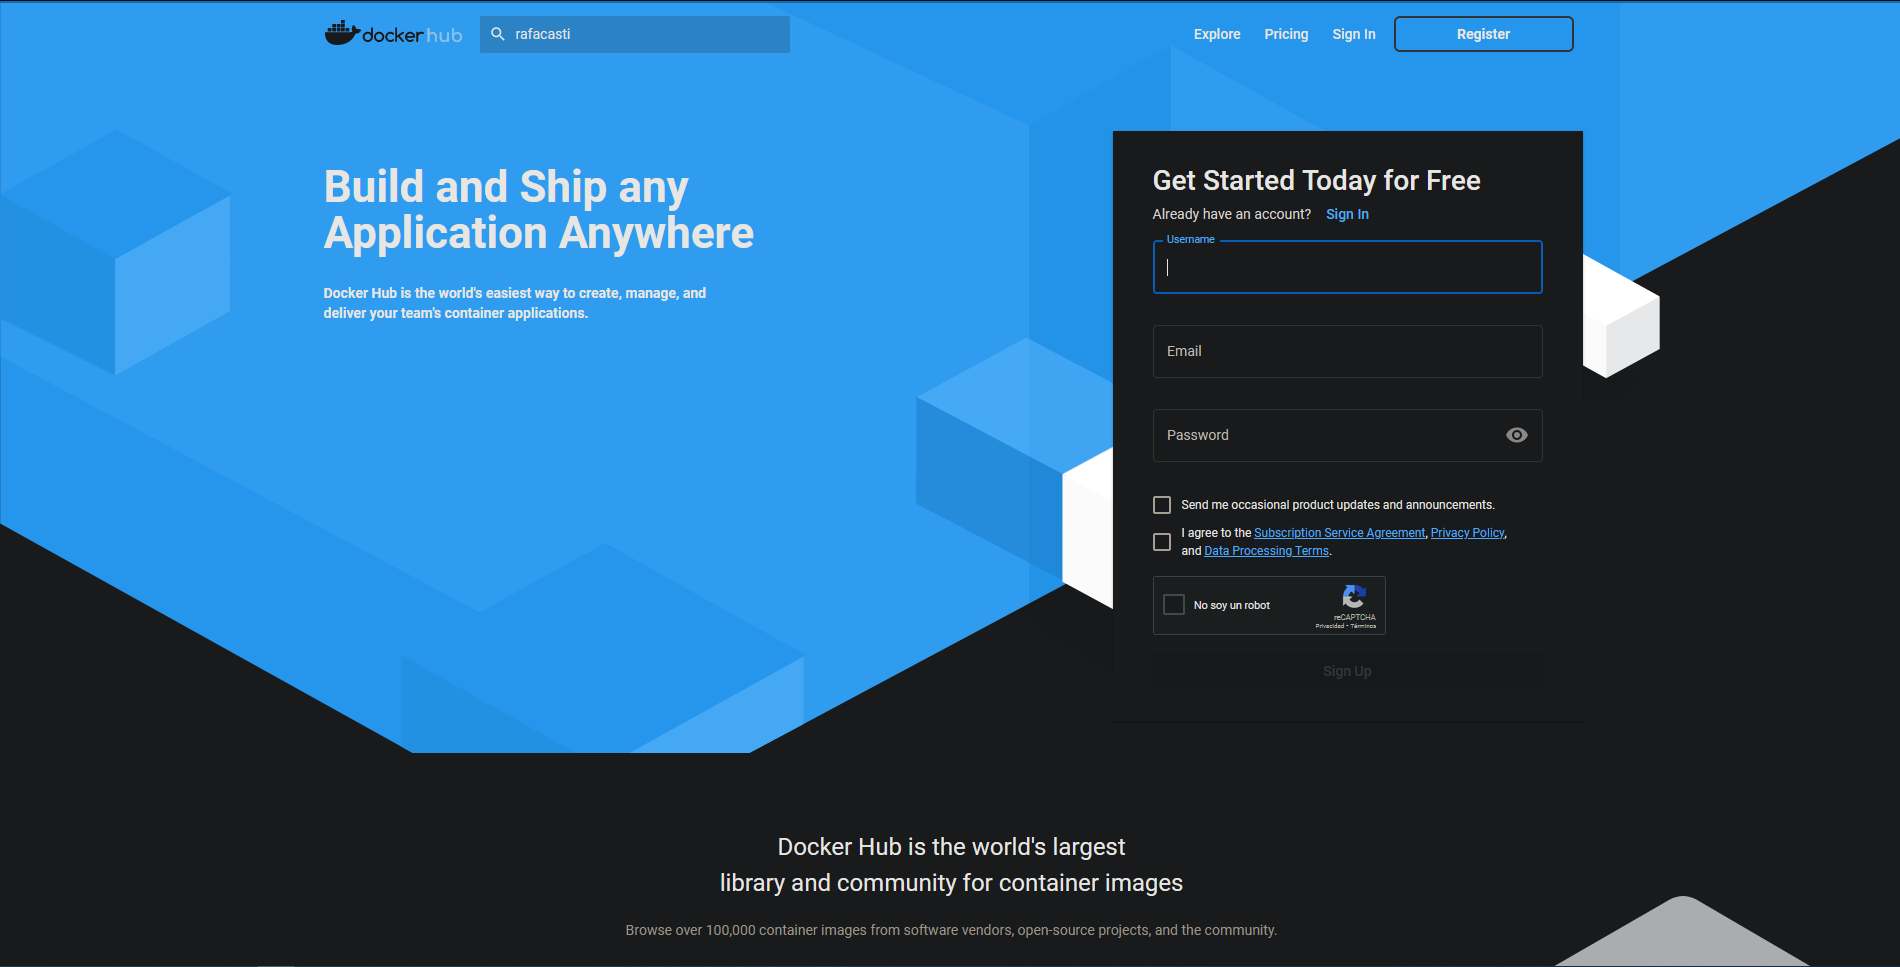 docker hub
rafacasti
Explore
Pricing
Sign In
Register
Build and Ship any
Application Anywhere
Docker Hub is the world's easiest way to create, manage, and
deliver your team's container applications.
Get Started Today for Free
Already have an account? Sign In
Username
Email
Password
Send me occasional product updates and announcements.
I agree to the Subscription Service Agreement, Privacy Policy,
and Data Processing Terms.
No soy un robot
reCAPTCHA
Privacidad • Términos
Sign Up
Docker Hub is the world's largest
library and community for container images
Browse over 100,000 container images from software vendors, open-source projects, and the community.